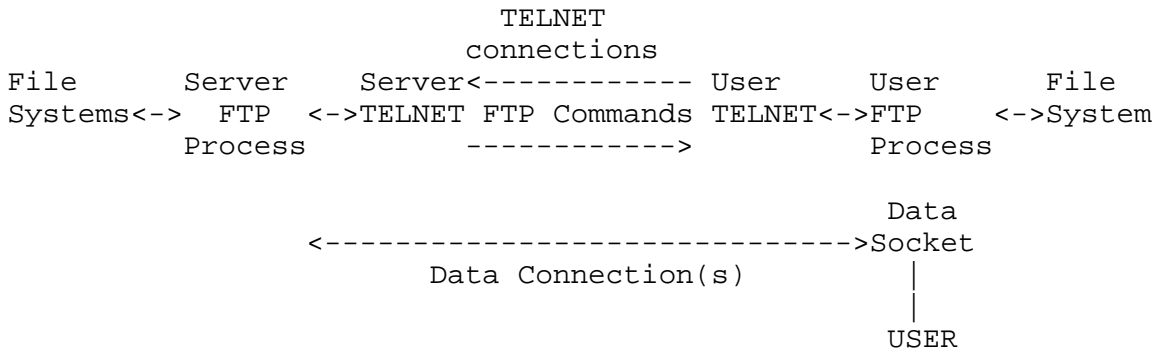 TELNET
connections
File Server Server<------------ User User File
Systems<-> FTP <->TELNET FTP Commands TELNET<->FTP <->System
Process ------------> Process
Data
<------------------------------>Socket
Data Connection(s) |
|
USER